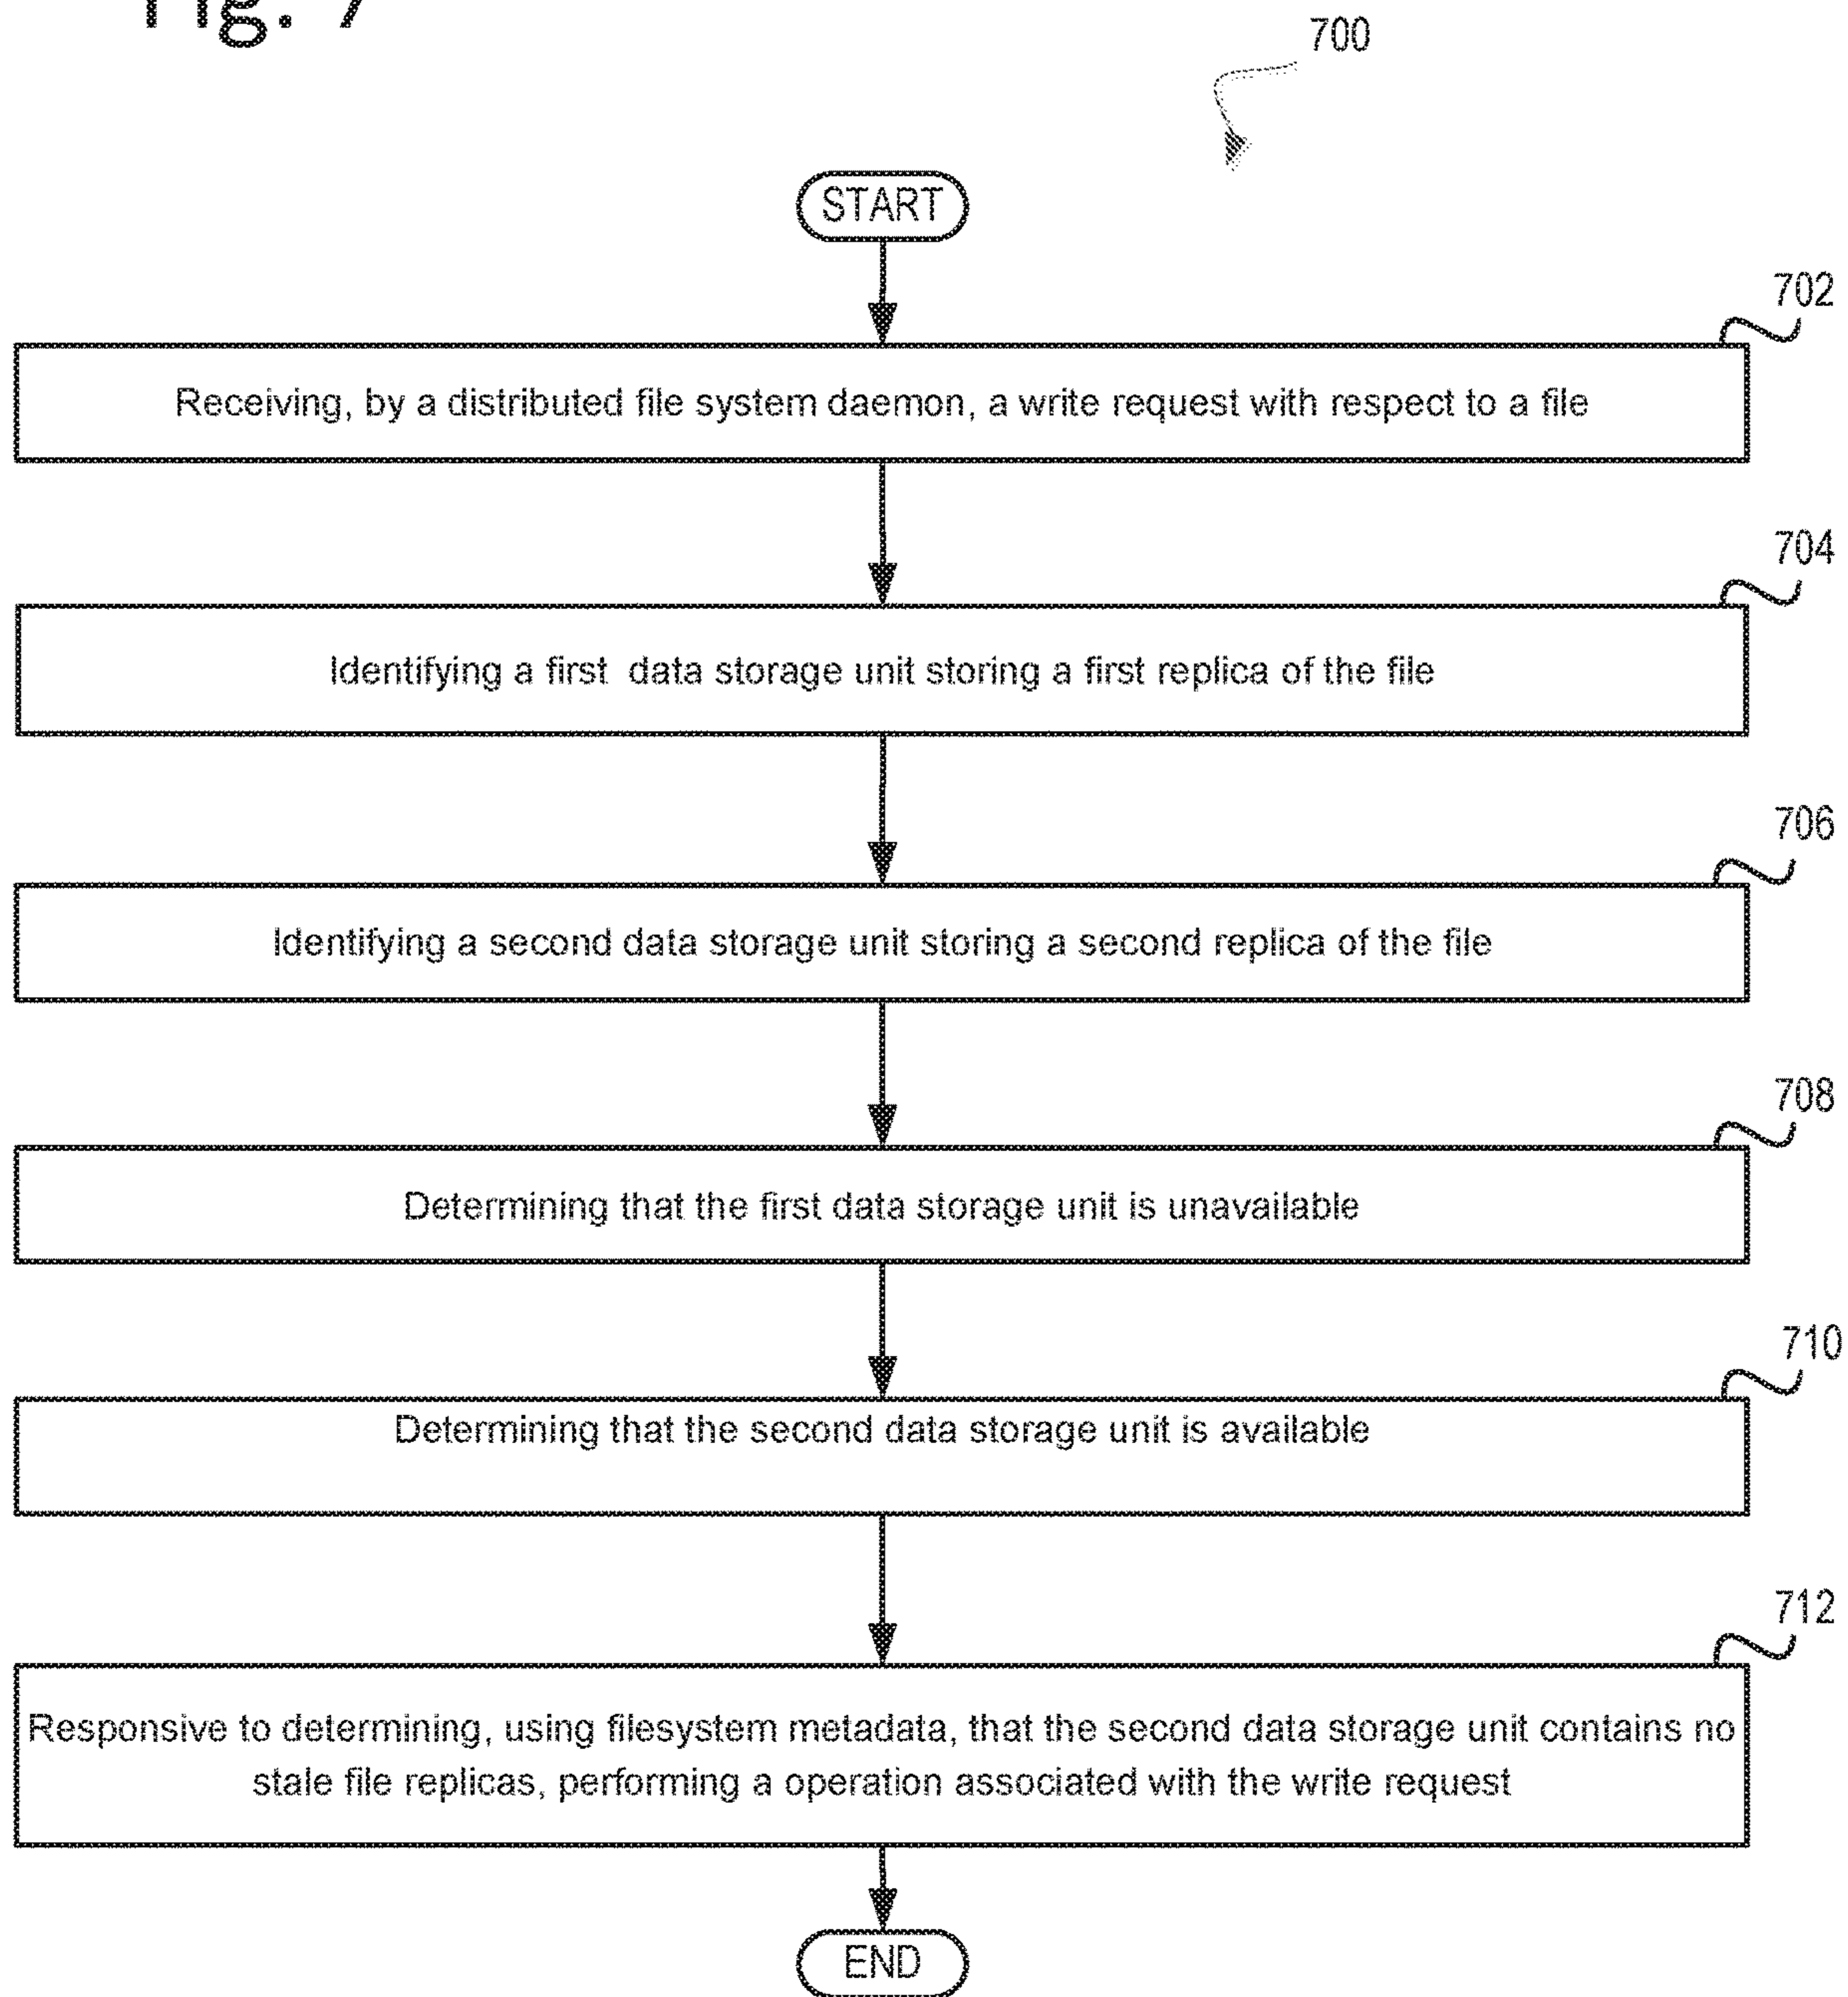 Fig. 7
700
START
702
Receiving, by a distributed file system daemon, a write request with respect to a file
704
Identifying a first data storage unit storing a first replica of the file
706
Identifying a second data storage unit storing a second replica of the file
708
Determining that the first data storage unit is unavailable
710
Determining that the second data storage unit is available
712
Responsive to determining, using filesystem metadata, that the second data storage unit contains no
stale file replicas, performing a operation associated with the write request
END